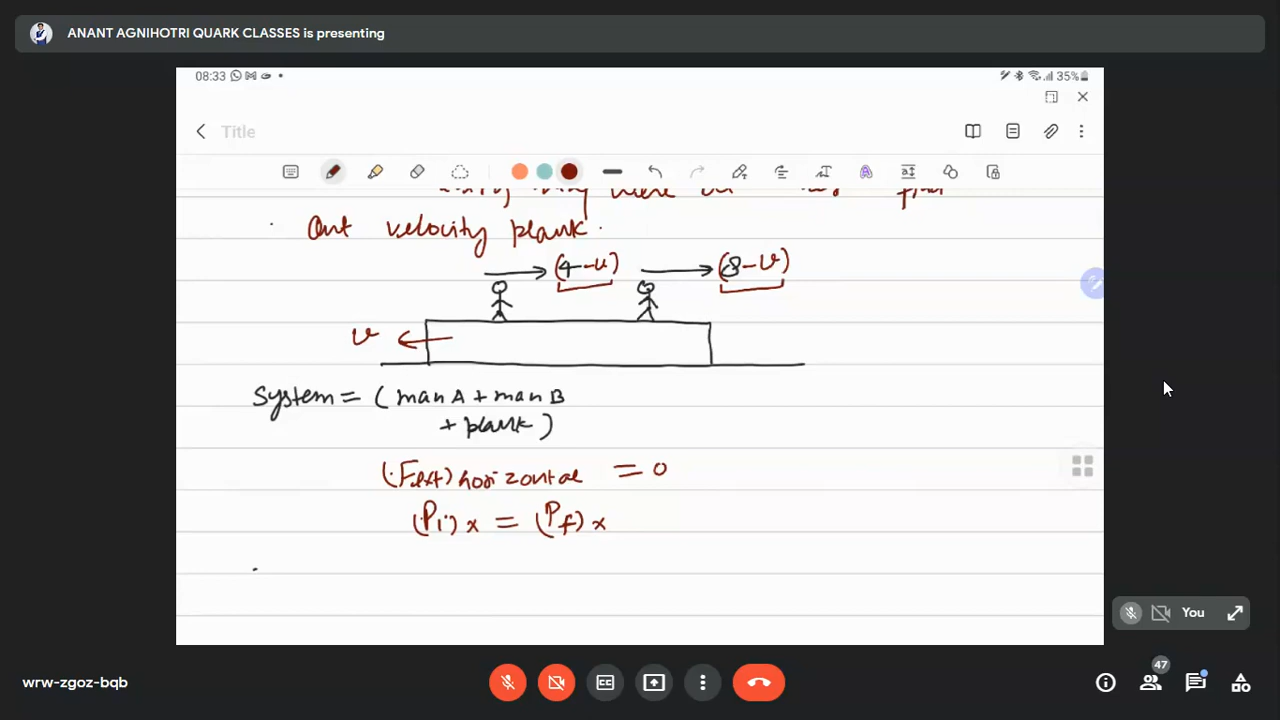 ANANT AGNIHOTRI QUARK CLASSES is presenting
08:33
35%
Title
Out velocity plank.
(4-v) (8-v)
v
System = (man A + man B
+ plank)
(Fext) horizontal = 0
(Pi)x = (Pf)x
You
wrw-zgoz-bqb
47